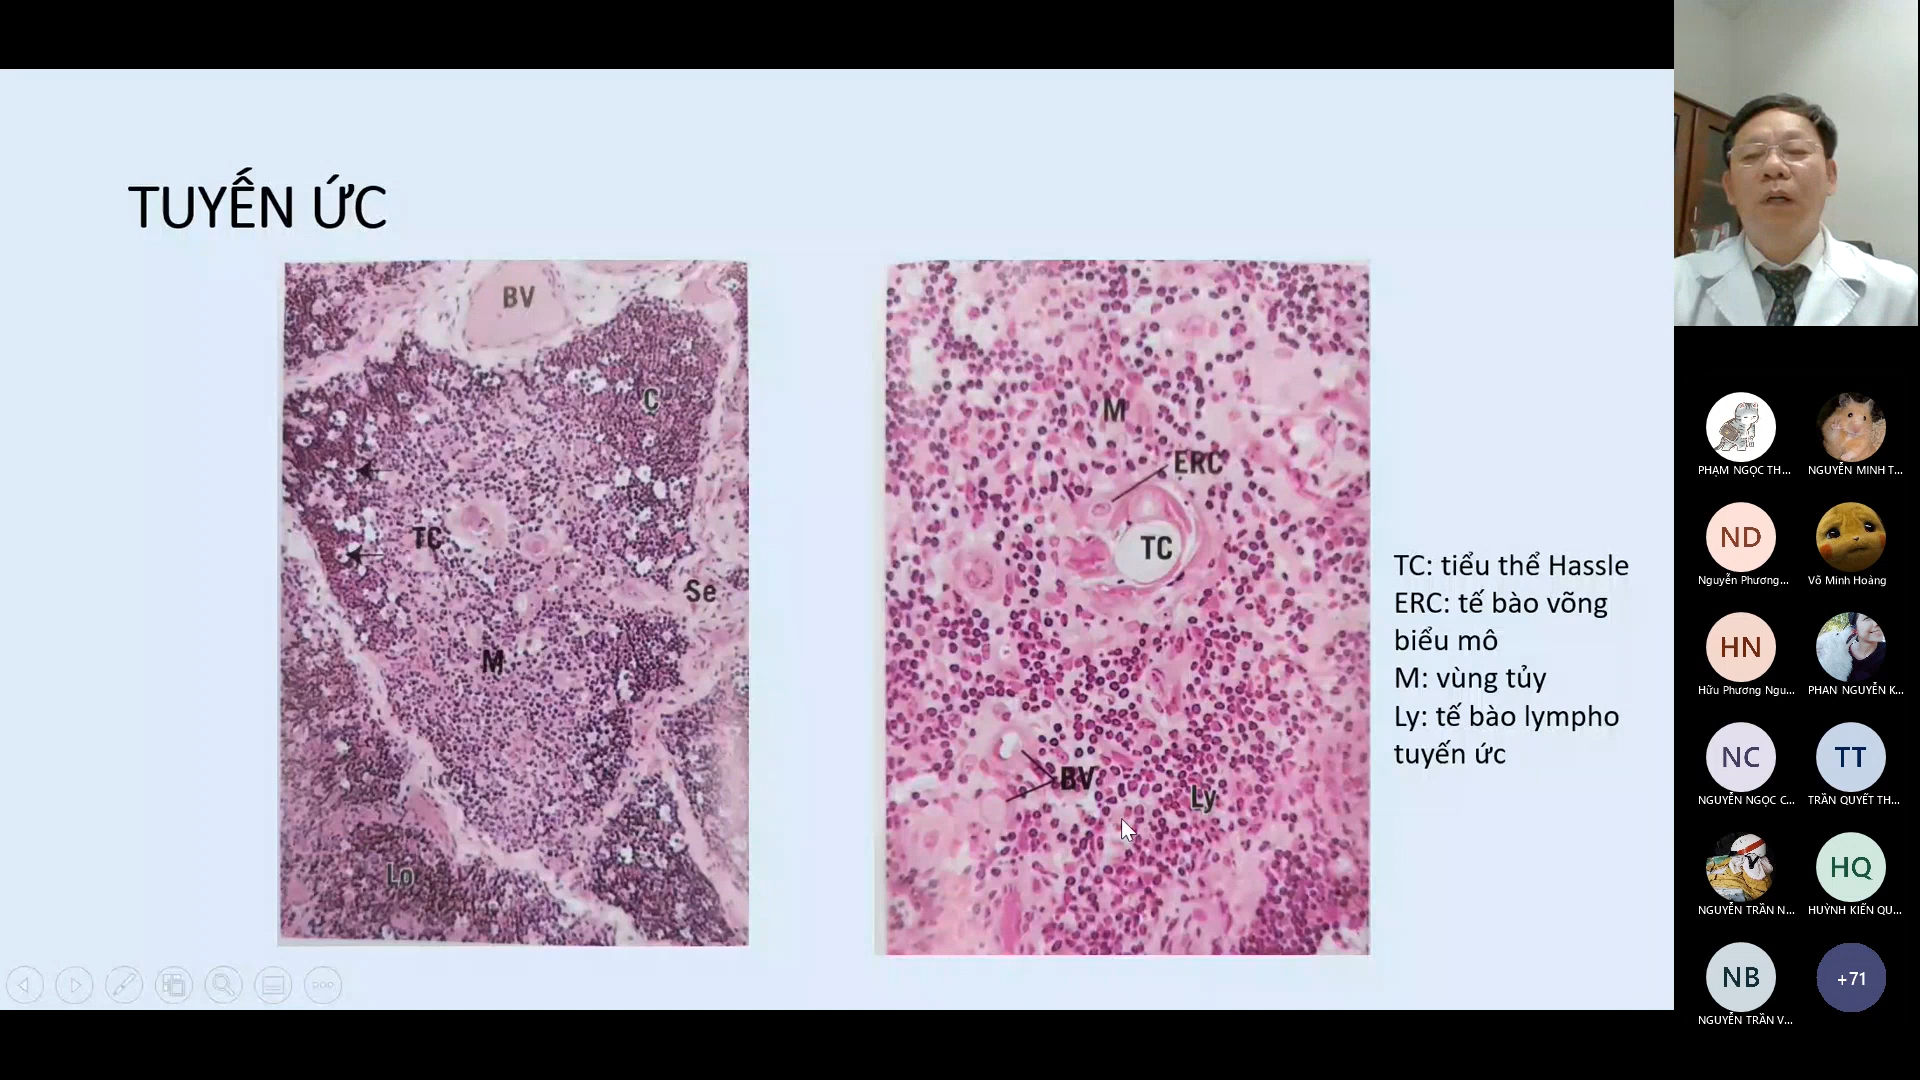 TUYẾN ỨC
BV
C
TC
Se
M
Lo
M
ERC
TC
BV
Ly
TC: tiểu thể Hassle
ERC: tế bào võng
biểu mô
M: vùng tủy
Ly: tế bào lympho
tuyến ức
PHẠM NGỌC TH...
NGUYỄN MINH T...
ND
Nguyễn Phương...
Võ Minh Hoàng
HN
Hữu Phương Ngu...
PHAN NGUYỄN K...
NC
TT
NGUYỄN NGỌC C...
TRẦN QUYẾT TH...
HQ
NGUYỄN TRẦN N...
HUỲNH KIẾN QU...
NB
+71
NGUYỄN TRẦN V...